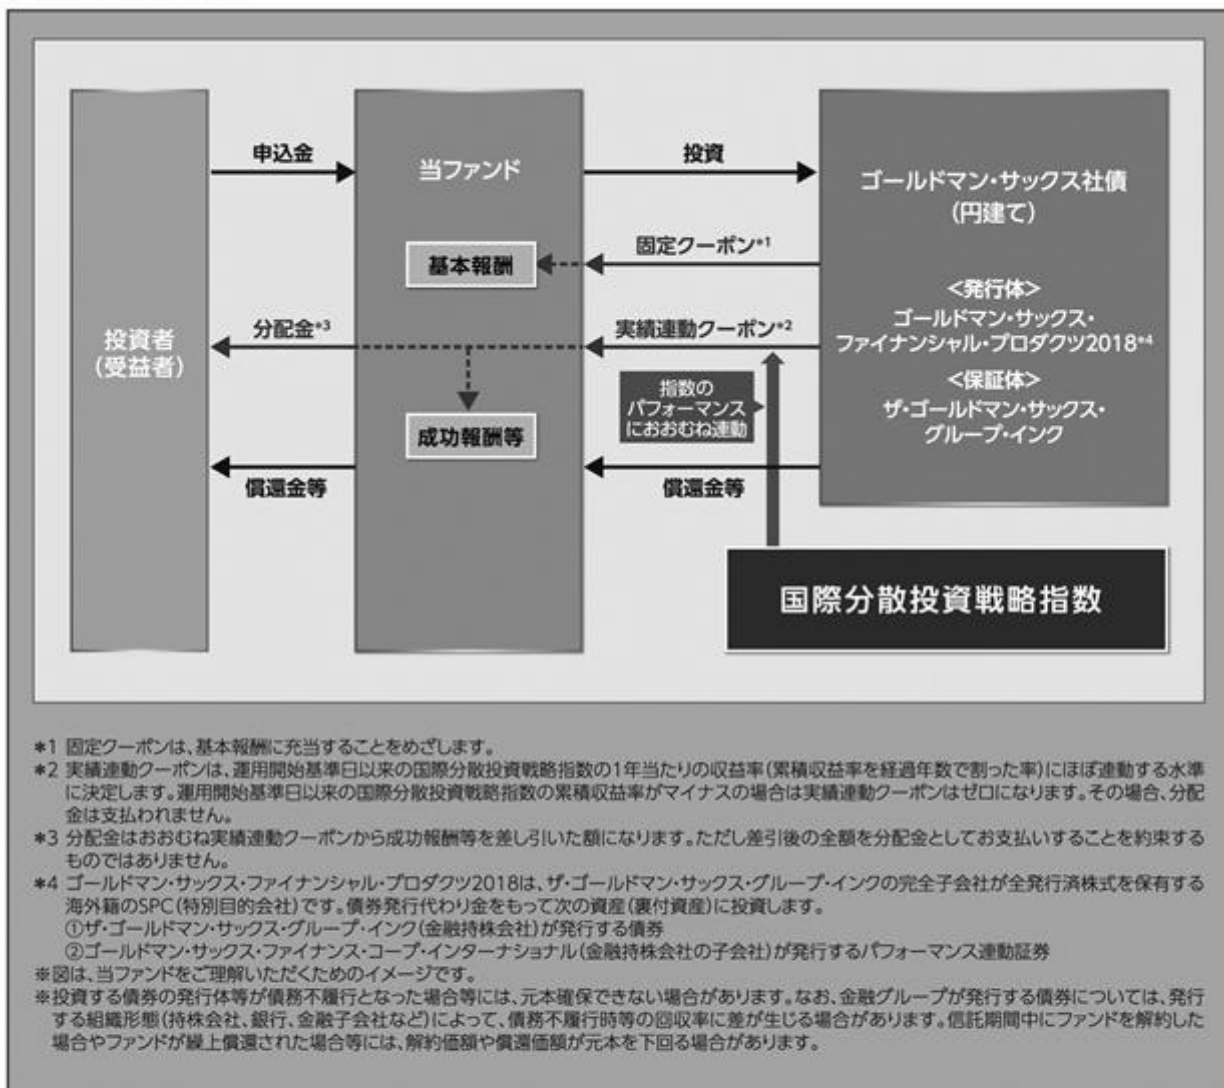 申込金
投資
当ファンド
ゴールドマン・サックス社債
(円建て)
固定クーポン*1
基本報酬
<発行体>
ゴールドマン・サックス・
ファイナンシャル・プロダクツ2018*4
分配金*3
実績連動クーポン*2
投資者
(受益者)
<保証体>
ザ・ゴールドマン・サックス・
グループ・インク
指数の
パフォーマンス
におおむね連動
成功報酬等
償還金等
償還金等
国際分散投資戦略指数
*1 固定クーポンは、基本報酬に充当することをめざします。
*2 実績連動クーポンは、運用開始基準日以来の国際分散投資戦略指数の1年当たりの収益率(累積収益率を経過年数で割った率)にほぼ連動する水準
に決定します。運用開始基準日以来の国際分散投資戦略指数の累積収益率がマイナスの場合は実績連動クーポンはゼロになります。その場合、分配
金は支払われません。
*3 分配金はおおむね実績連動クーポンから成功報酬等を差し引いた額になります。ただし差引後の全額を分配金としてお支払いすることを約束する
ものではありません。
*4 ゴールドマン・サックス・ファイナンシャル・プロダクツ2018は、ザ・ゴールドマン・サックス・グループ・インクの完全子会社が全発行済株式を保有する
海外籍のSPC(特別目的会社)です。債券発行代わり金をもって次の資産(裏付資産)に投資します。
①ザ・ゴールドマン・サックス・グループ・インク(金融持株会社)が発行する債券
②ゴールドマン・サックス・ファイナンス・コープ・インターナショナル(金融持株会社の子会社)が発行するパフォーマンス連動証券
※図は、当ファンドをご理解いただくためのイメージです。
※投資する債券の発行体等が債務不履行となった場合等には、元本確保できない場合があります。なお、金融グループが発行する債券については、発行
する組織形態(持株会社、銀行、金融子会社など)によって、債務不履行時等の回収率に差が生じる場合があります。信託期間中にファンドを解約した
場合やファンドが繰上償還された場合等には、解約価額や償還価額が元本を下回る場合があります。